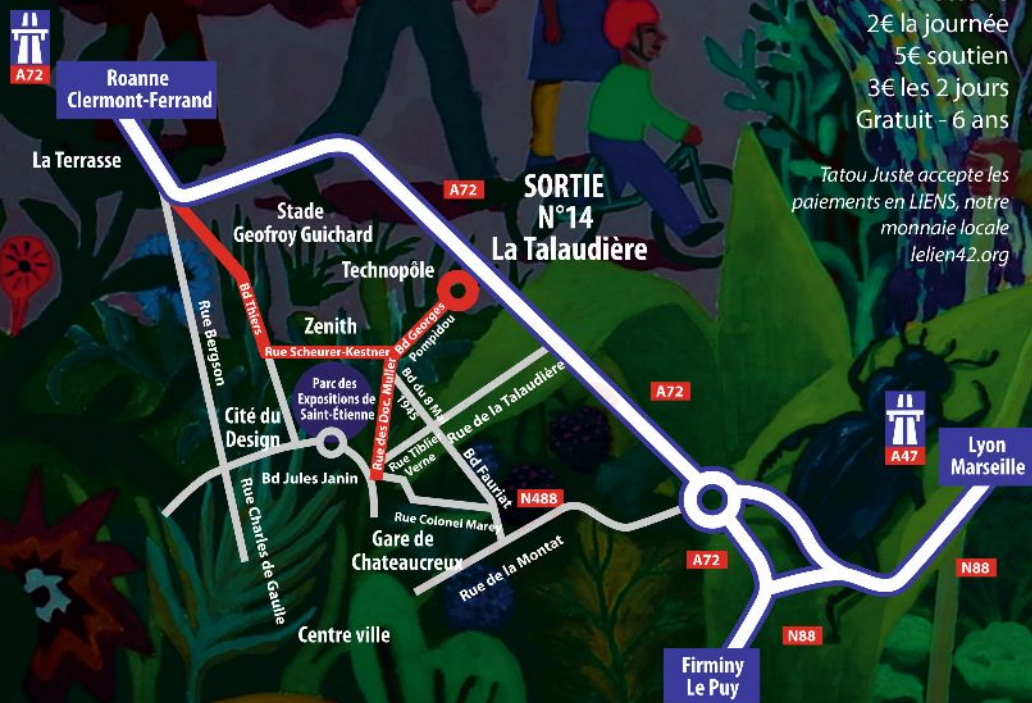 2€ la journée
5€ soutien
3€ les 2 jours
Gratuit - 6 ans
Tatou Juste accepte les
paiements en LIENS, notre
monnaie locale
lelien42.org
A72
Roanne
Clermont-Ferrand
La Terrasse
A72
SORTIE
N°14
La Talaudière
Stade
Geofroy Guichard
Technopôle
Bd Thiers
Zenith
Bd Georges
Pompidou
Rue Bergson
Rue Scheurer-Kestner
Parc des
Expositions de
Saint-Étienne
Rue des Doc. Muller
Bd du 8 M
1945
Rue de la Talaudière
A72
Cité du
Design
Rue Tiblie
Verne
A47
Lyon
Marseille
Bd Jules Janin
Bd Fauriat
N488
Rue Charles de Gaulle
Rue Colonel Marey
Gare de
Chateaucreux
Rue de la Montat
A72
N88
Centre ville
N88
Firminy
Le Puy